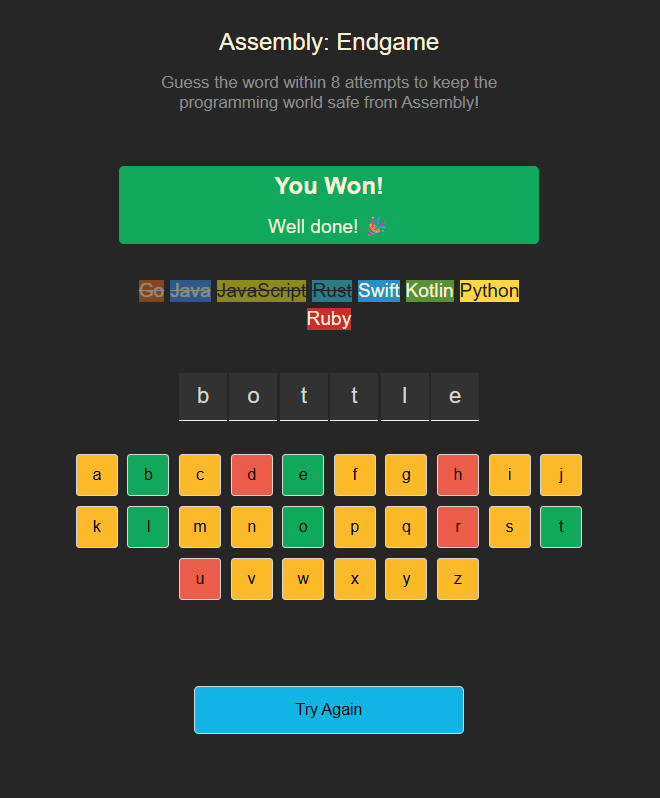 Assembly: Endgame
Guess the word within 8 attempts to keep the
programming world safe from Assembly!
You Won!
Well done! 🎉
Go Java JavaScript Rust Swift Kotlin Python
Ruby
b o t t l e
a b c d e f g h i j
k l m n o p q r s t
u v w x y z
Try Again